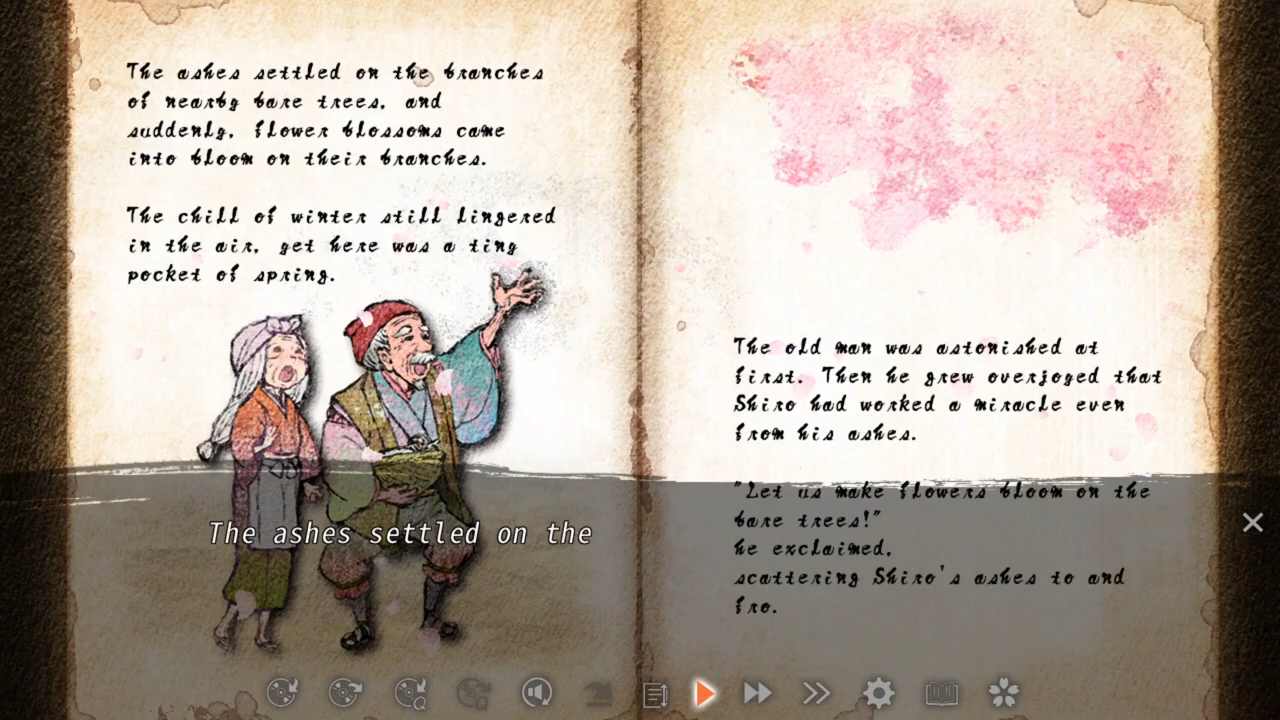 The ashes settled on the branches
of nearby bare trees, and
suddenly, flower blossoms came
into bloom on their branches.
The chill of winter still lingered
in the air, yet here was a tiny
pocket of spring.
The old man was astonished at
first. Then he grew overjoyed that
Shiro had worked a miracle even
from his ashes.
"Let us make flowers bloom on the
bare trees!"
he exclaimed,
scattering Shiro's ashes to and
fro.
The ashes settled on the